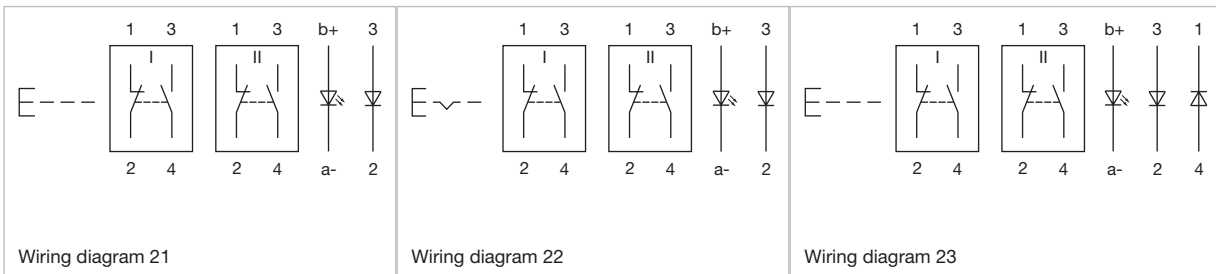 1 3 1 3 b+ 3
I II
2 4 2 4 a- 2
Wiring diagram 21
1 3 1 3 b+ 3
I II
2 4 2 4 a- 2
Wiring diagram 22
1 3 1 3 b+ 3 1
I II
2 4 2 4 a- 2 4
Wiring diagram 23